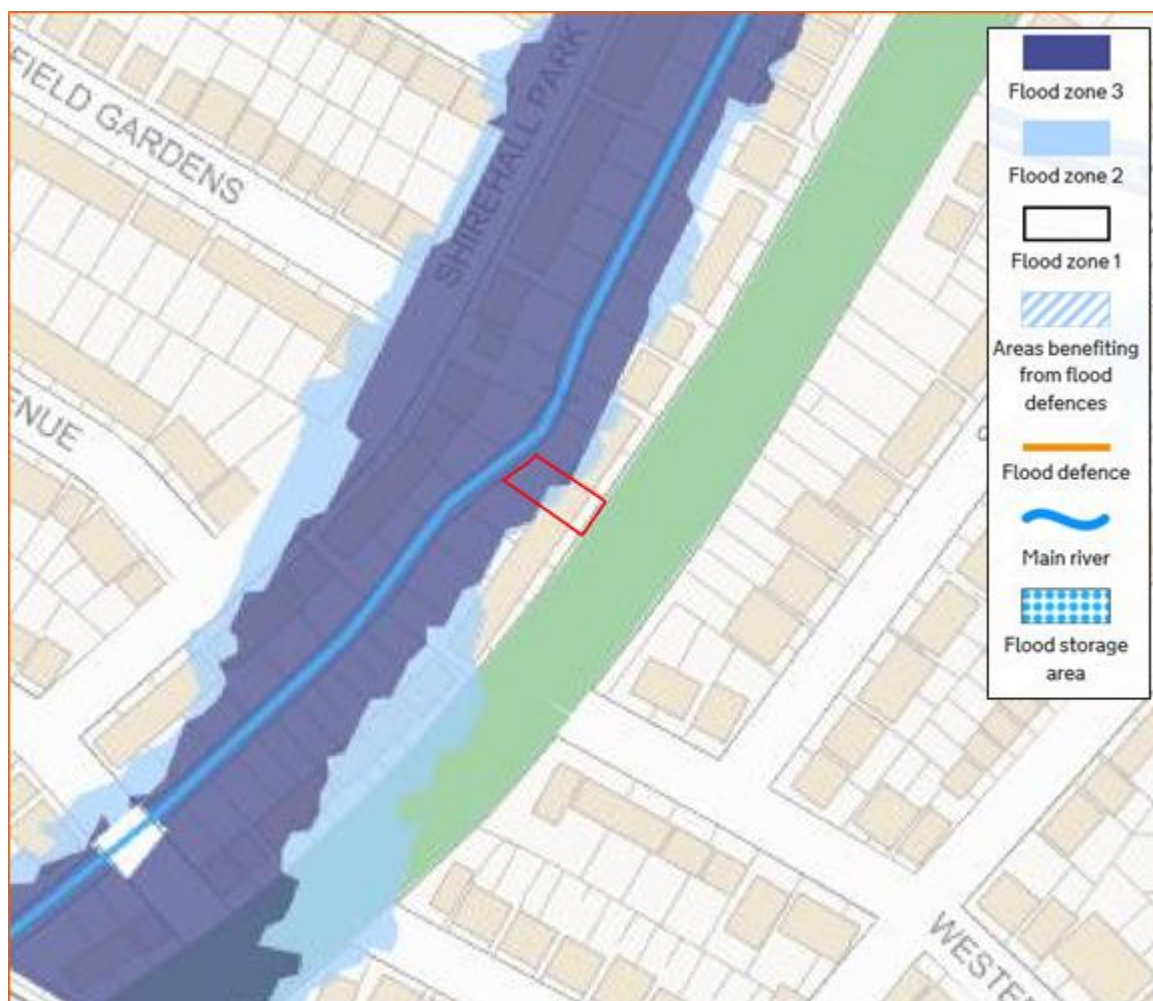 FIELD GARDENS
SHIREHALL PARK
ENUE
WESTE
Flood zone 3
Flood zone 2
Flood zone 1
Areas benefiting
from flood
defences
Flood defence
Main river
Flood storage
area